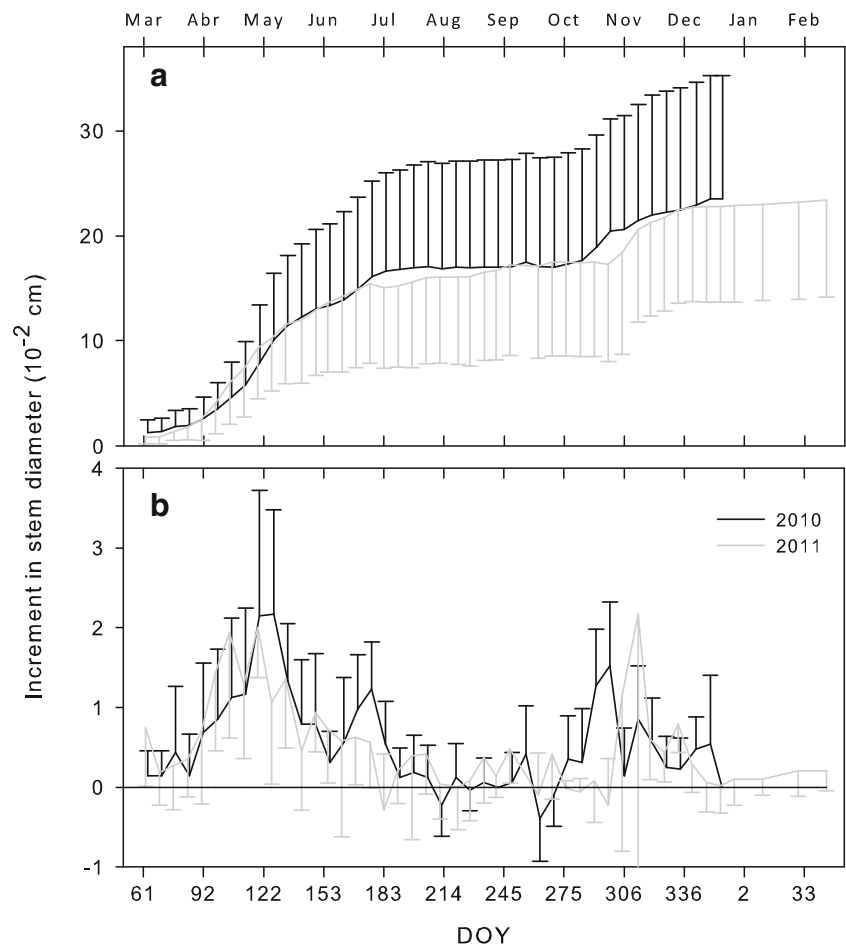 Mar Abr May Jun Jul Aug Sep Oct Nov Dec Jan Feb
a
30
20
10
0
4
b
2010
2011
3
2
1
0
-1
61 92 122 153 183 214 245 275 306 336 2 33
DOY
Increment in stem diameter (10⁻² cm)